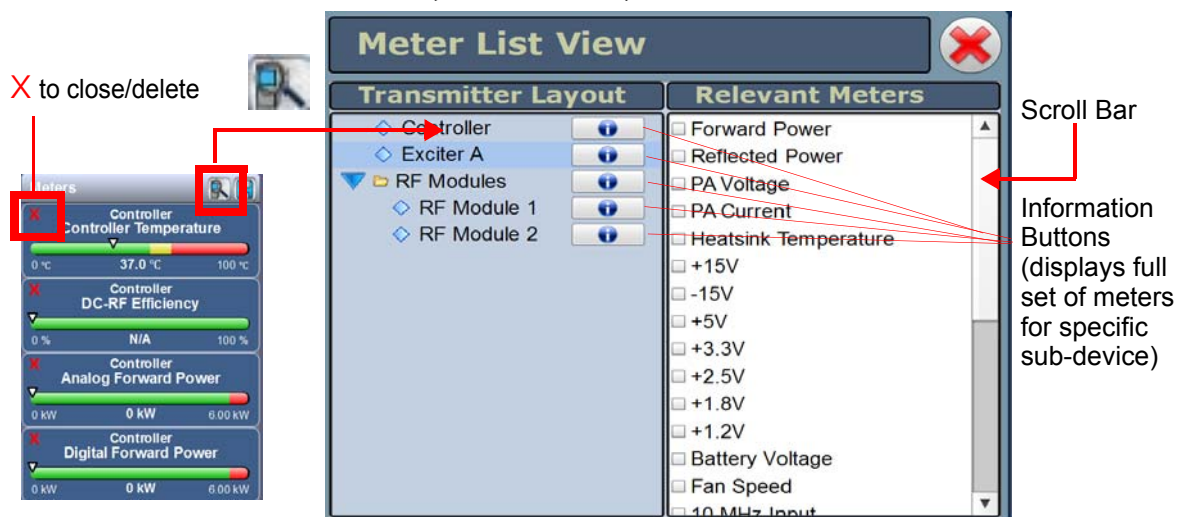 X to close/delete
Meters
X Controller
Controller Temperature
0 °C 37.0 °C 100 °C
X Controller
DC-RF Efficiency
0 % N/A 100 %
X Controller
Analog Forward Power
0 kW 0 kW 6.00 kW
X Controller
Digital Forward Power
0 kW 0 kW 6.00 kW
Meter List View
Transmitter Layout
Controller
Exciter A
RF Modules
RF Module 1
RF Module 2
Relevant Meters
Forward Power
Reflected Power
PA Voltage
PA Current
Heatsink Temperature
+15V
-15V
+5V
+3.3V
+2.5V
+1.8V
+1.2V
Battery Voltage
Fan Speed
10 MHz Input
Scroll Bar
Information
Buttons
(displays full
set of meters
for specific
sub-device)